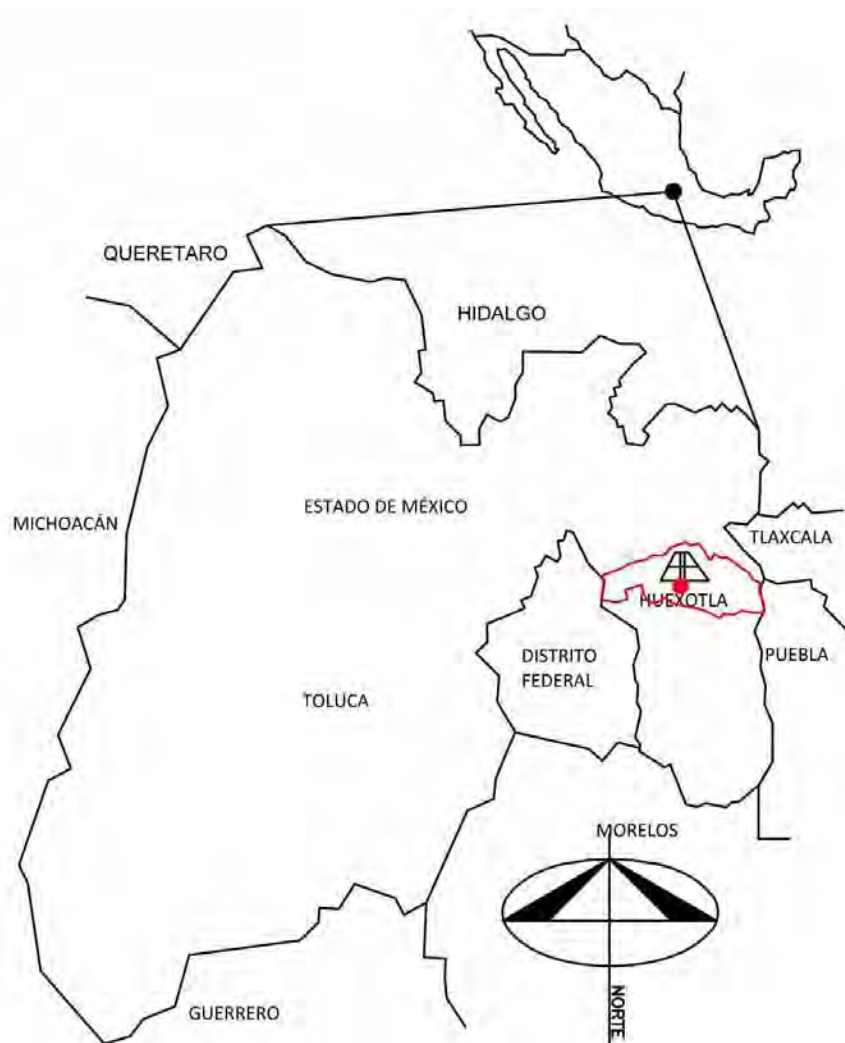 QUERETARO
HIDALGO
MICHOACÁN
ESTADO DE MÉXICO
TLAXCALA
HUEXOTLA
DISTRITO
FEDERAL
PUEBLA
TOLUCA
MORELOS
GUERRERO
NORTE